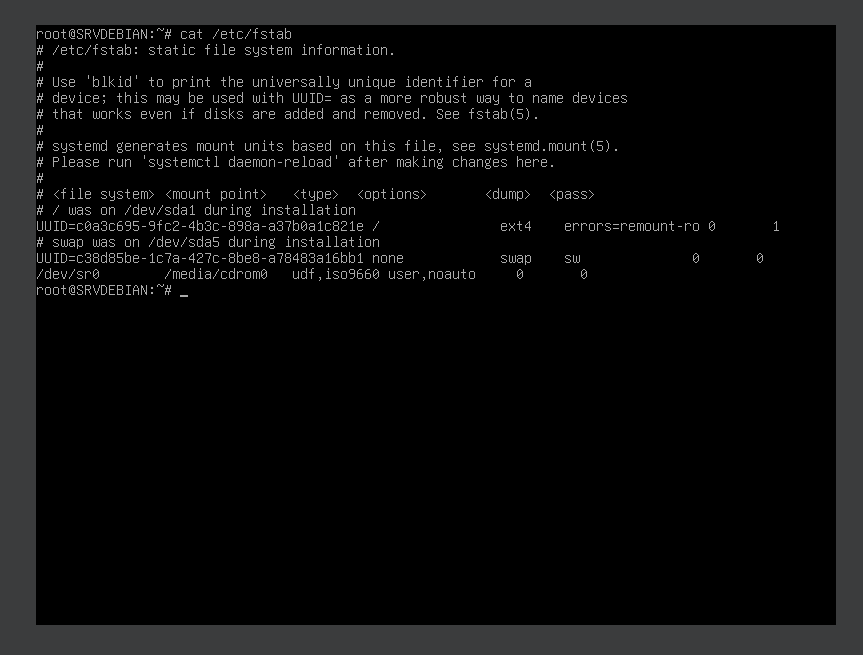 root@SRVDEBIAN:~# cat /etc/fstab
# /etc/fstab: static file system information.
#
# Use 'blkid' to print the universally unique identifier for a
# device; this may be used with UUID= as a more robust way to name devices
# that works even if disks are added and removed. See fstab(5).
#
# systemd generates mount units based on this file, see systemd.mount(5).
# Please run 'systemctl daemon-reload' after making changes here.
#
# <file system> <mount point>   <type>  <options>       <dump>  <pass>
# / was on /dev/sda1 during installation
UUID=c0a3c695-9fc2-4b3c-898a-a37b0a1c821e /               ext4    errors=remount-ro 0       1
# swap was on /dev/sda5 during installation
UUID=c38d85be-1c7a-427c-8be8-a78483a16bb1 none            swap    sw              0       0
/dev/sr0        /media/cdrom0   udf,iso9660 user,noauto     0       0
root@SRVDEBIAN:~# _